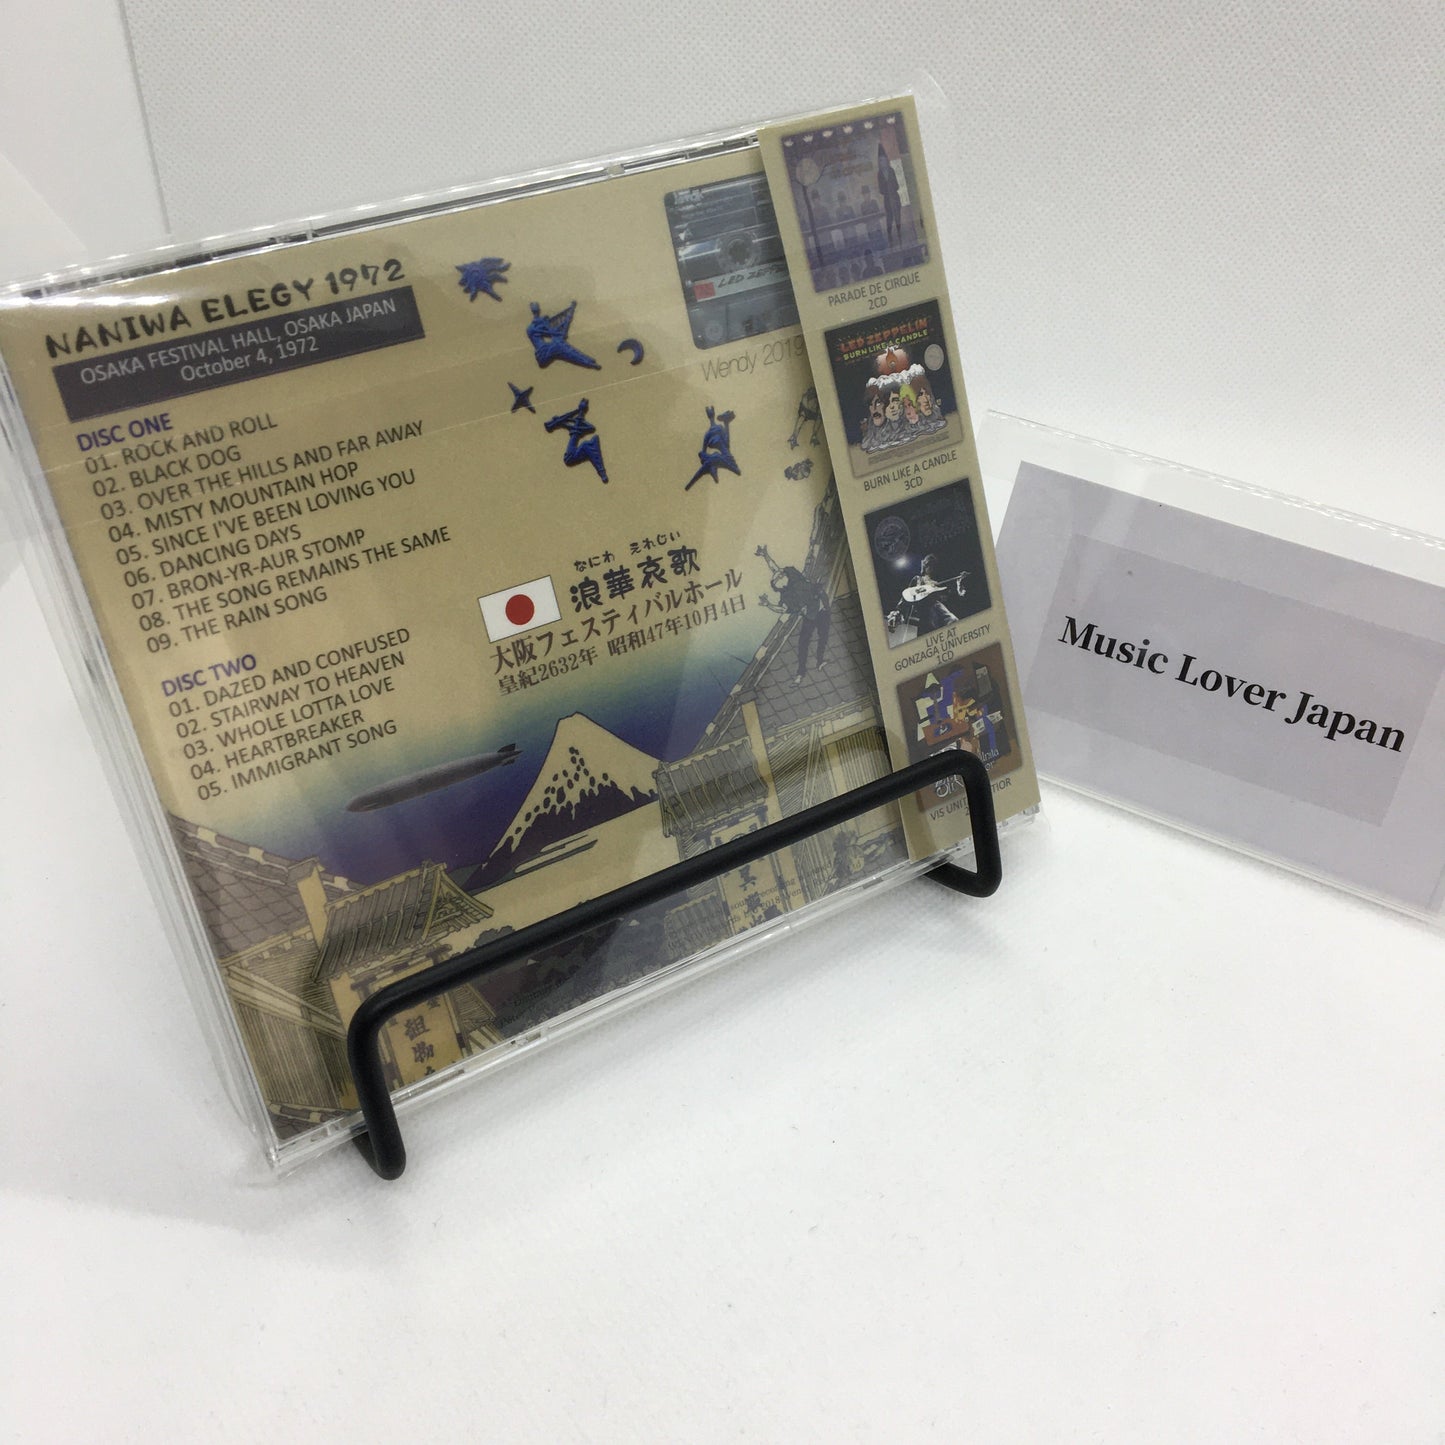 NANIWA ELEGY 1972
OSAKA FESTIVAL HALL, OSAKA JAPAN
October 4, 1972
DISC ONE
01. ROCK AND ROLL
02. BLACK DOG
03. OVER THE HILLS AND FAR AWAY
04. MISTY MOUNTAIN HOP
05. SINCE I'VE BEEN LOVING YOU
06. DANCING DAYS
07. BRON-YR-AUR STOMP
08. THE SONG REMAINS THE SAME
09. THE RAIN SONG
DISC TWO
01. DAZED AND CONFUSED
02. STAIRWAY TO HEAVEN
03. WHOLE LOTTA LOVE
04. HEARTBREAKER
05. IMMIGRANT SONG
LED
Wendy 2019
なにわ えれじい
浪華哀歌
大阪フェスティバルホール
皇紀2632年 昭和47年10月4日
組物
PARADE DE CIRQUE
2CD
LED ZEPPELIN
BURN LIKE A CANDLE
BURN LIKE A CANDLE
3CD
LIVE AT
GONZAGA UNIVERSITY
1CD
Music Lover Japan